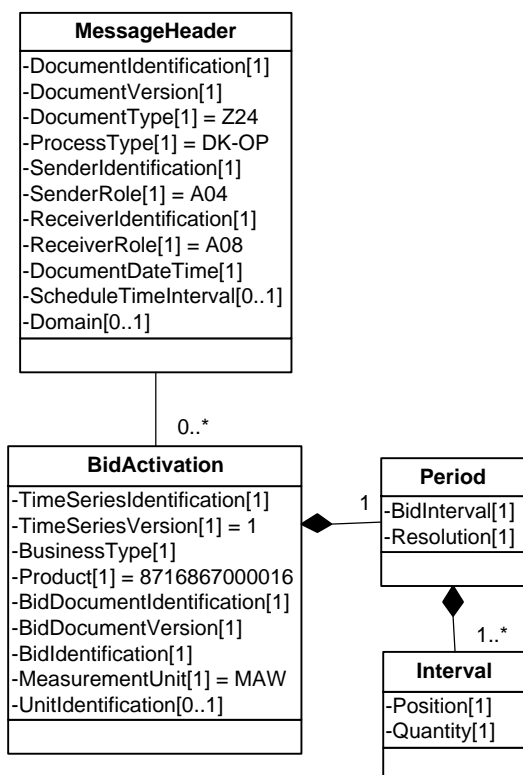 MessageHeader
-DocumentIdentification[1]
-DocumentVersion[1]
-DocumentType[1] = Z24
-ProcessType[1] = DK-OP
-SenderIdentification[1]
-SenderRole[1] = A04
-ReceiverIdentification[1]
-ReceiverRole[1] = A08
-DocumentDateTime[1]
-ScheduleTimeInterval[0..1]
-Domain[0..1]
0..*
BidActivation
-TimeSeriesIdentification[1]
-TimeSeriesVersion[1] = 1
-BusinessType[1]
-Product[1] = 8716867000016
-BidDocumentIdentification[1]
-BidDocumentVersion[1]
-BidIdentification[1]
-MeasurementUnit[1] = MAW
-UnitIdentification[0..1]
1
Period
-BidInterval[1]
-Resolution[1]
1..*
Interval
-Position[1]
-Quantity[1]